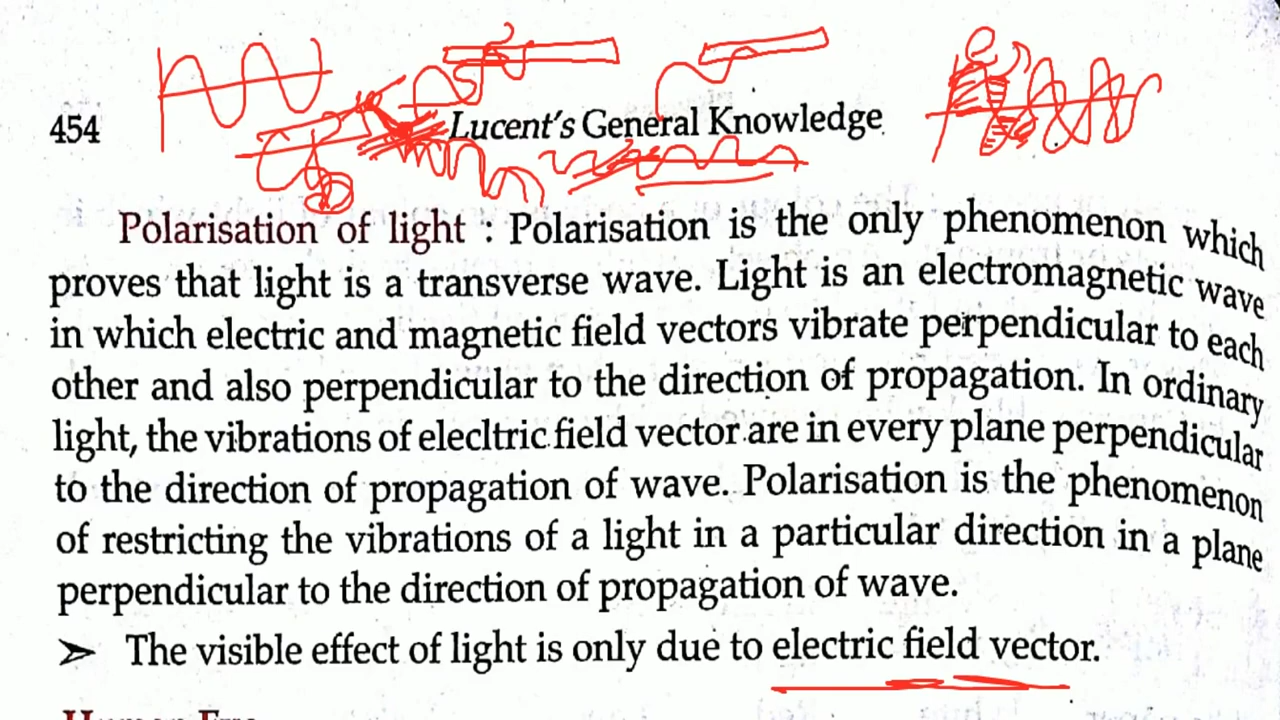 454
Lucent's General Knowledge
Polarisation of light : Polarisation is the only phenomenon which
proves that light is a transverse wave. Light is an electromagnetic wave
in which electric and magnetic field vectors vibrate perpendicular to each
other and also perpendicular to the direction of propagation. In ordinary
light, the vibrations of elecltric field vector are in every plane perpendicular
to the direction of propagation of wave. Polarisation is the phenomenon
of restricting the vibrations of a light in a particular direction in a plane
perpendicular to the direction of propagation of wave.
➢ The visible effect of light is only due to electric field vector.